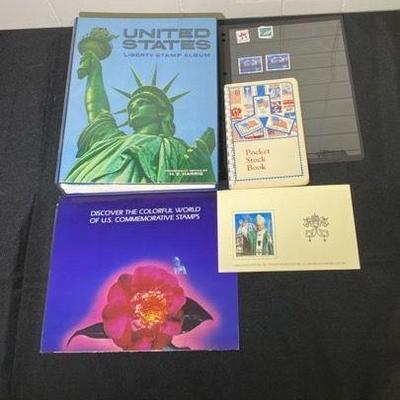 UNITED
STATES
LIBERTY STAMP ALBUM
H. E. HARRIS
Pocket
Stock
Book
DISCOVER THE COLORFUL WORLD
OF U.S. COMMEMORATIVE STAMPS